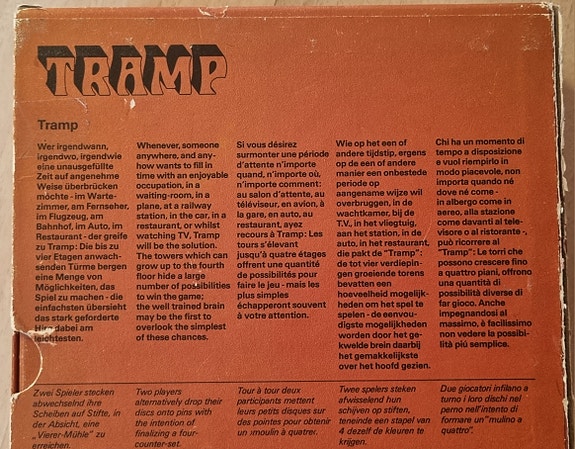 TRAMP
Tramp
Wer irgendwann,
irgendwo, irgendwie
eine unausgefüllte
Zeit auf angenehme
Weise überbrücken
möchte - im Warte-
zimmer, am Fernseher,
im Flugzeug, am
Bahnhof, im Auto, im
Restaurant - der greife
zu Tramp: Die bis zu
vier Etagen anwach-
senden Türme bergen
eine Menge von
Möglichkeiten, das
Spiel zu machen - die
einfachsten übersieht
das stark geforderte
Hirn dabei am
leichtesten.
Whenever, someone
anywhere, and any-
how wants to fill in
time with an enjoyable
occupation, in a
waiting-room, in a
plane, at a railway
station, in the car, in a
restaurant, or whilst
watching TV, Tramp
will be the solution.
The towers which
can grow up to the
fourth floor hide a large
number of possibilities
to win the game;
the well trained brain
may be the first to
overlook the simplest
of these chances.
Si vous désirez
surmonter une période
d'attente n'importe
quand, n'importe où,
n'importe comment:
au salon d'attente, au
téléviseur, en avion, à
la gare, en auto, au
restaurant, ayez
recours à Tramp: Les
tours s'élevant
jusqu'à quatre étages
offrent une quantité
de possibilités pour
faire le jeu - mais les
plus simples
échapperont souvent
à votre attention.
Wie op het een of
andere tijdstip, ergens
op de een of andere
manier een onbestede
periode op
aangename wijze wil
overbruggen, in de
wachtkamer, bij de
T.V., in het vliegtuig,
aan het station, in de
auto, in het restaurant,
die pakt de "Tramp":
de tot vier verdiepin-
gen groeiende torens
bevatten een
hoeveelheid mogelijk-
heden om het spel te
spelen - de eenvou-
digste mogelijkheden
worden door het ge-
kwelde brein daarbij
het gemakkelijkste
over het hoofd gezien.
Chi ha un momento di
tempo a disposizione
e vuol riempirlo in
modo piacevole, non
importa quando né
dove né come -
in albergo come in
aereo, alla stazione
come davanti al tele-
visore o al ristorante -,
può ricorrere al
"Tramp": Le torri che
possono crescere fino
a quattro piani, offrono
una quantità di
possibilità diverse di
far gioco. Anche
impegnandosi al
massimo, è facilissimo
non vedere la possibi-
lità piú semplice.
Zwei Spieler stecken
abwechselnd ihre
Scheiben auf Stifte, in
der Absicht, eine
„Vierer-Mühle" zu
erreichen.
Two players
alternatively drop their
discs onto pins with
the intention of
finalizing a four-
counter-set.
Tour à tour deux
participants mettent
leurs petits disques sur
des pointes pour obtenir
un »moulin à quatre«.
Twee spelers steken
afwisselend hun
schijven op stiften,
teneinde een stapel van
4 dezelfde kleuren te
krijgen.
Due giocatori infilano a
turno i loro dischi nel
perno nell'intento di
formare un "mulino a
quattro".